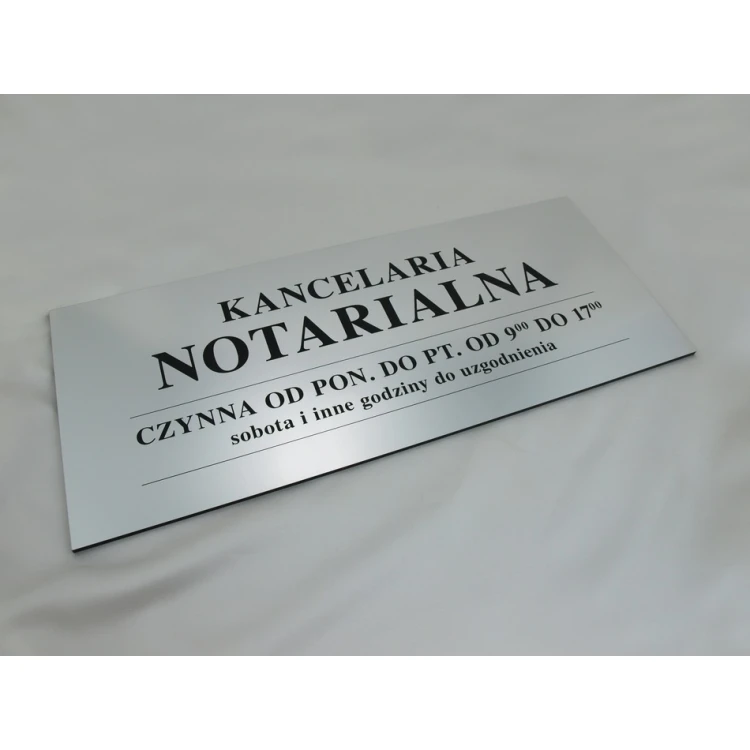 KANCELARIA
NOTARIALNA
CZYNNA OD PON. DO PT. OD 9⁰⁰ DO 17⁰⁰
sobota i inne godziny do uzgodnienia